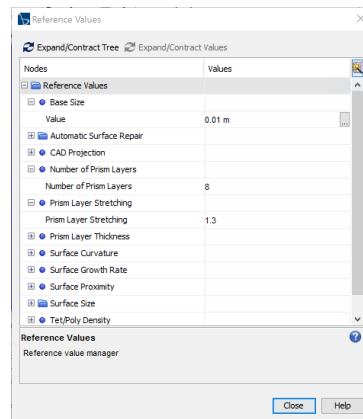 Reference Values
Expand/Contract Tree Expand/Contract Values
Nodes Values
Reference Values
Base Size
Value 0.01 m ...
Automatic Surface Repair
CAD Projection
Number of Prism Layers
Number of Prism Layers 8
Prism Layer Stretching
Prism Layer Stretching 1.3
Prism Layer Thickness
Surface Curvature
Surface Growth Rate
Surface Proximity
Surface Size
Tet/Poly Density
Reference Values
Reference value manager
Close Help